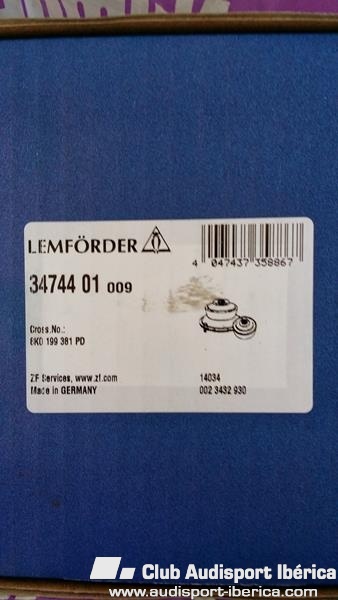 LEMFÖRDER
4 047437 358867
34744 01 009
Cross.No.:
8K0 199 381 PD
ZF Services, www.zf.com
Made in GERMANY
14034
002 3432 930
Club Audisport Ibérica
www.audisport-iberica.com